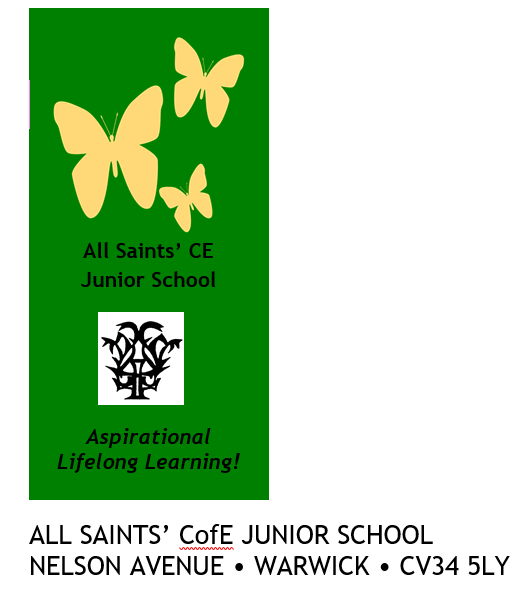 All Saints’ CE
Junior School
Aspirational
Lifelong Learning!
ALL SAINTS’ CofE JUNIOR SCHOOL
NELSON AVENUE • WARWICK • CV34 5LY